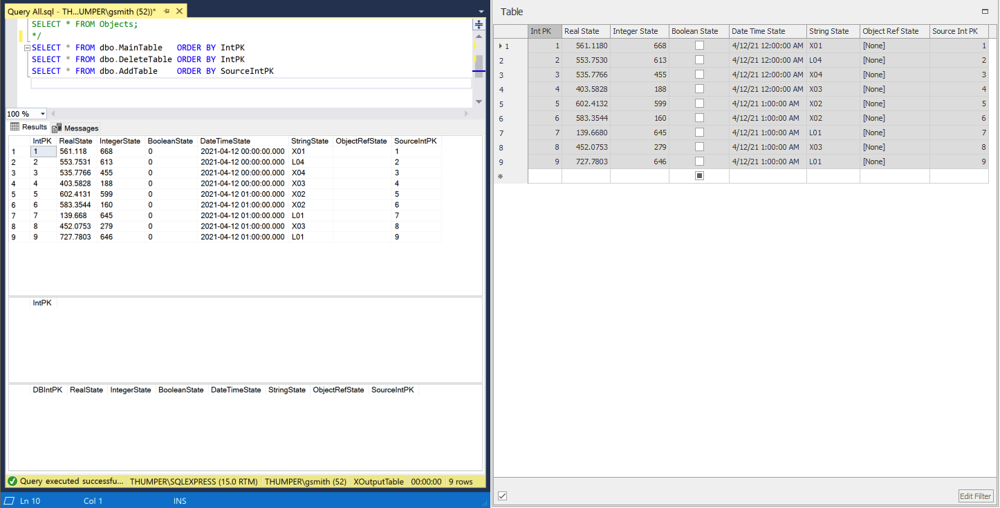 Query All.sql - TH...UMPER\gsmith (52))*
SELECT * FROM Objects;
*/
SELECT * FROM dbo.MainTable ORDER BY IntPK
SELECT * FROM dbo.DeleteTable ORDER BY IntPK
SELECT * FROM dbo.AddTable ORDER BY SourceIntPK
100 %
Results Messages
IntPK RealState IntegerState BooleanState DateTimeState StringState ObjectRefState SourceIntPK
1 1 561.118 668 0 2021-04-12 00:00:00.000 X01 1
2 2 553.7531 613 0 2021-04-12 00:00:00.000 L04 2
3 3 535.7766 455 0 2021-04-12 00:00:00.000 X04 3
4 4 403.5828 188 0 2021-04-12 00:00:00.000 X03 4
5 5 602.4131 599 0 2021-04-12 01:00:00.000 X02 5
6 6 583.3544 160 0 2021-04-12 01:00:00.000 X02 6
7 7 139.668 645 0 2021-04-12 01:00:00.000 L01 7
8 8 452.0753 279 0 2021-04-12 01:00:00.000 X03 8
9 9 727.7803 646 0 2021-04-12 01:00:00.000 L01 9
IntPK
DBIntPK RealState IntegerState BooleanState DateTimeState StringState ObjectRefState SourceIntPK
Query executed successfu... THUMPER\SQLEXPRESS (15.0 RTM) THUMPER\gsmith (52) XOutputTable 00:00:00 9 rows
Ln 10 Col 1 INS
Table
Int PK Real State Integer State Boolean State Date Time State String State Object Ref State Source Int PK
1 1 561.1180 668 4/12/21 12:00:00 AM X01 [None] 1
2 2 553.7530 613 4/12/21 12:00:00 AM L04 [None] 2
3 3 535.7766 455 4/12/21 12:00:00 AM X04 [None] 3
4 4 403.5828 188 4/12/21 12:00:00 AM X03 [None] 4
5 5 602.4132 599 4/12/21 1:00:00 AM X02 [None] 5
6 6 583.3544 160 4/12/21 1:00:00 AM X02 [None] 6
7 7 139.6680 645 4/12/21 1:00:00 AM L01 [None] 7
8 8 452.0753 279 4/12/21 1:00:00 AM X03 [None] 8
9 9 727.7803 646 4/12/21 1:00:00 AM L01 [None] 9
Edit Filter